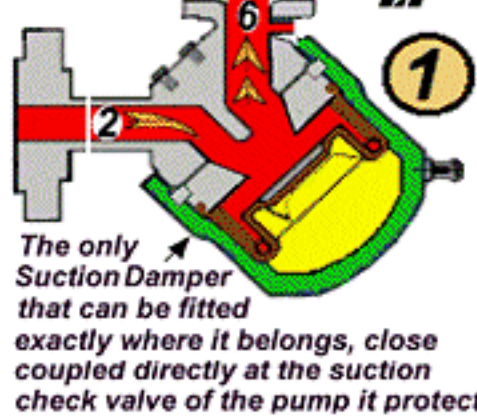 6
1
2
The only
Suction Damper
that can be fitted
exactly where it belongs, close
coupled directly at the suction
check valve of the pump it protect